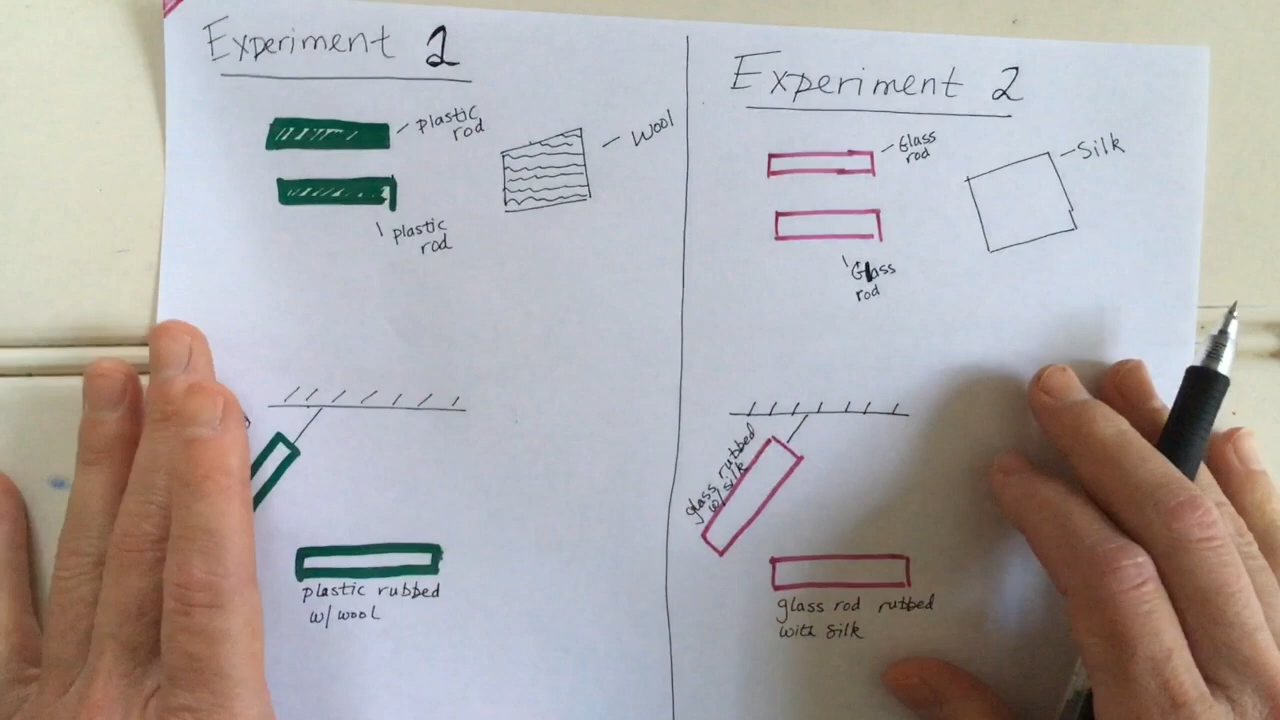 Experiment 2
plastic
rod
Wool
plastic
rod
plastic rubbed
w/ wool
Experiment 2
Glass
rod
Silk
Glass
rod
glass rubbed
w/ silk
glass rod rubbed
with silk